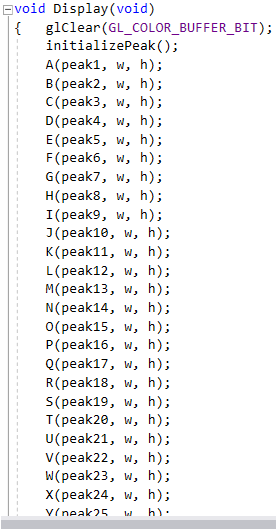 void Display(void)
{   glClear(GL_COLOR_BUFFER_BIT);
    initializePeak();
    A(peak1, w, h);
    B(peak2, w, h);
    C(peak3, w, h);
    D(peak4, w, h);
    E(peak5, w, h);
    F(peak6, w, h);
    G(peak7, w, h);
    H(peak8, w, h);
    I(peak9, w, h);
    J(peak10, w, h);
    K(peak11, w, h);
    L(peak12, w, h);
    M(peak13, w, h);
    N(peak14, w, h);
    O(peak15, w, h);
    P(peak16, w, h);
    Q(peak17, w, h);
    R(peak18, w, h);
    S(peak19, w, h);
    T(peak20, w, h);
    U(peak21, w, h);
    V(peak22, w, h);
    W(peak23, w, h);
    X(peak24, w, h);
    Y(peak25, w, h);